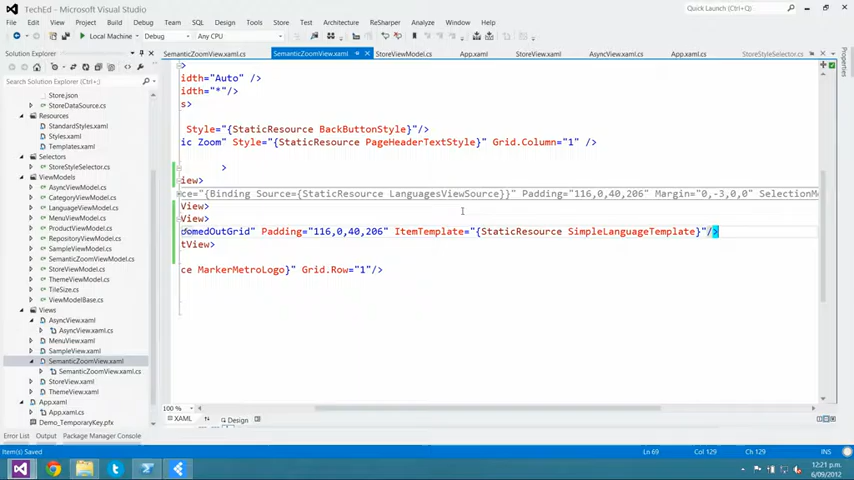 TechEd - Microsoft Visual Studio
Quick Launch (Ctrl+Q)
FILE EDIT VIEW PROJECT BUILD DEBUG TEAM SQL DESIGN FORMAT TEST ARCHITECTURE RESHARPER ANALYZE WINDOW HELP
Local Machine Debug Any CPU
Solution Explorer
SemanticZoomView.xaml.cs SemanticZoomView.xaml StoreViewModel.cs App.xaml StoreView.xaml AsyncView.xaml.cs App.xaml.cs StoreStyleSelector.cs
Properties
Search Solution Explorer (Ctrl+;)
Store.json
StoreDataSource.cs
Resources
StandardStyles.xaml
Styles.xaml
Templates.xaml
Selectors
StoreStyleSelector.cs
ViewModels
AsyncViewModel.cs
CategoryViewModel.cs
LanguageViewModel.cs
MenuViewModel.cs
ProductViewModel.cs
RepositoryViewModel.cs
SampleViewModel.cs
SemanticZoomViewModel.cs
StoreViewModel.cs
ThemeViewModel.cs
TileSize.cs
ViewModelBase.cs
Views
AsyncView.xaml
AsyncView.xaml.cs
MenuView.xaml
SampleView.xaml
SemanticZoomView.xaml
SemanticZoomView.xaml.cs
StoreView.xaml
ThemeView.xaml
App.xaml
App.xaml.cs
Demo_TemporaryKey.pfx
>
idth="Auto" />
idth="*"/>
s>
Style="{StaticResource BackButtonStyle}"/>
ic Zoom" Style="{StaticResource PageHeaderTextStyle}" Grid.Column="1" />
>
iew>
ce="{Binding Source={StaticResource LanguagesViewSource}}" Padding="116,0,40,206" Margin="0,-3,0,0" SelectionM
View>
View>
omedOutGrid" Padding="116,0,40,206" ItemTemplate="{StaticResource SimpleLanguageTemplate}"/>
tView>
ce MarkerMetroLogo}" Grid.Row="1"/>
100 %
XAML Design
Error List Output Package Manager Console
Item(s) Saved Ln 69 Col 129 Ch 129 INS
12:21 p.m.
6/09/2012